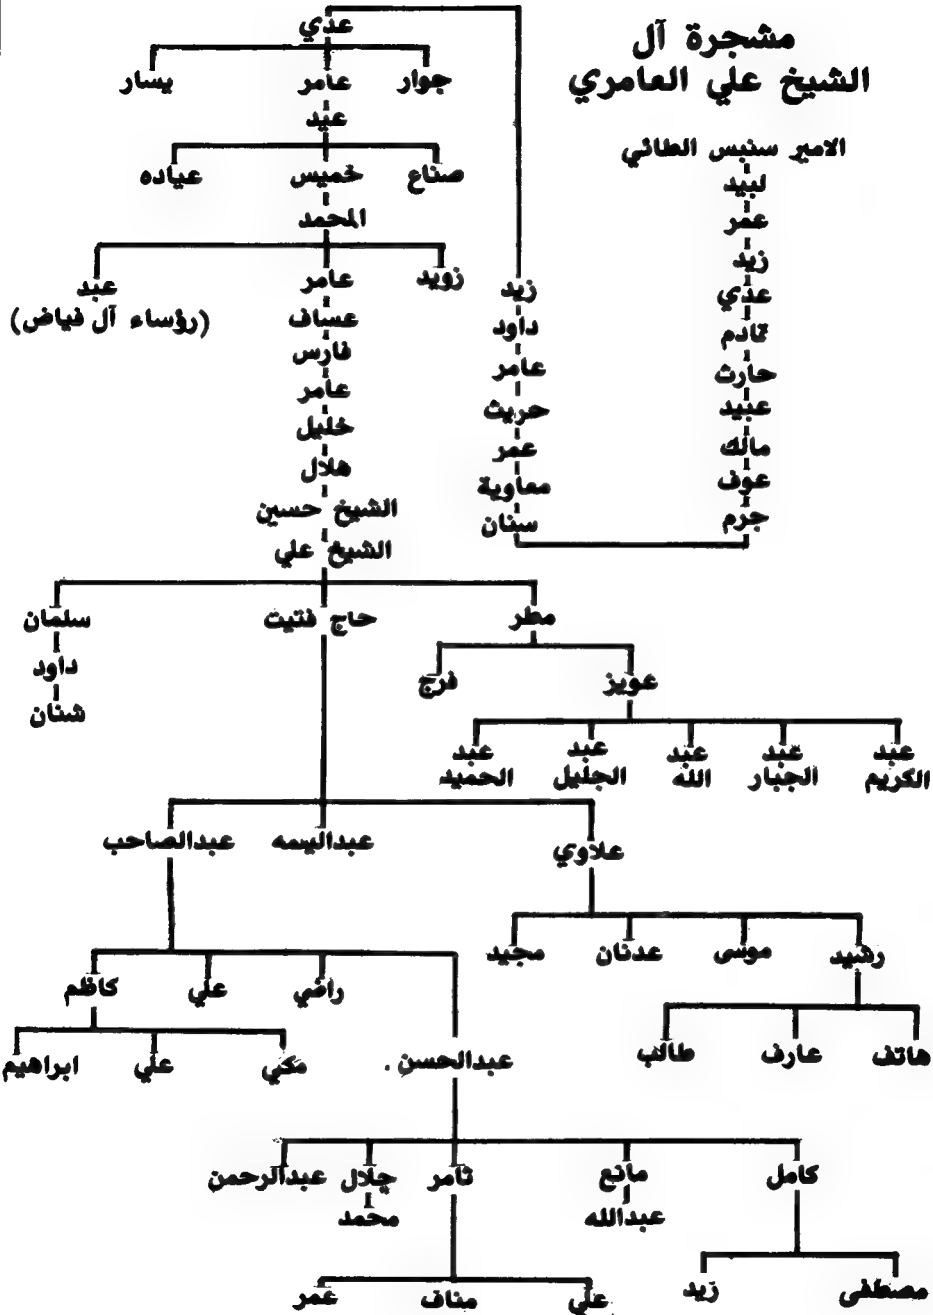 مشجرة آل
الشيخ علي العامري
الامير سنبس الطائي
لبيد
عمر
زيد
عدي
تادم
حارث
عبيد
مالك
عوف
جرم
زيد
داود
عامر
حريث
عمر
معاوية
سنان
عدي
جوار
عامر
يسار
عيد
صناع
خميس
عياده
المحمد
زويد
عامر
عبد
(رؤساء آل فياض)
عساف
فارس
عامر
خليل
هلال
الشيخ حسين
الشيخ علي
مطر
حاج فتيت
سلمان
داود
شنان
عويز
فرج
عبد الكريم
عبد الجبار
عبد الله
عبد الجليل
عبد الحميد
علاوي
عبداليمه
عبدالصاحب
رشيد
موسى
عدنان
مجيد
هاتف
عارف
طالب
عبدالحسن
راضي
علي
كاظم
مكي
علي
ابراهيم
كامل
مانع
ثامر
جلال
عبدالرحمن
عبدالله
محمد
مصطفى
زيد
علي
مناف
عمر